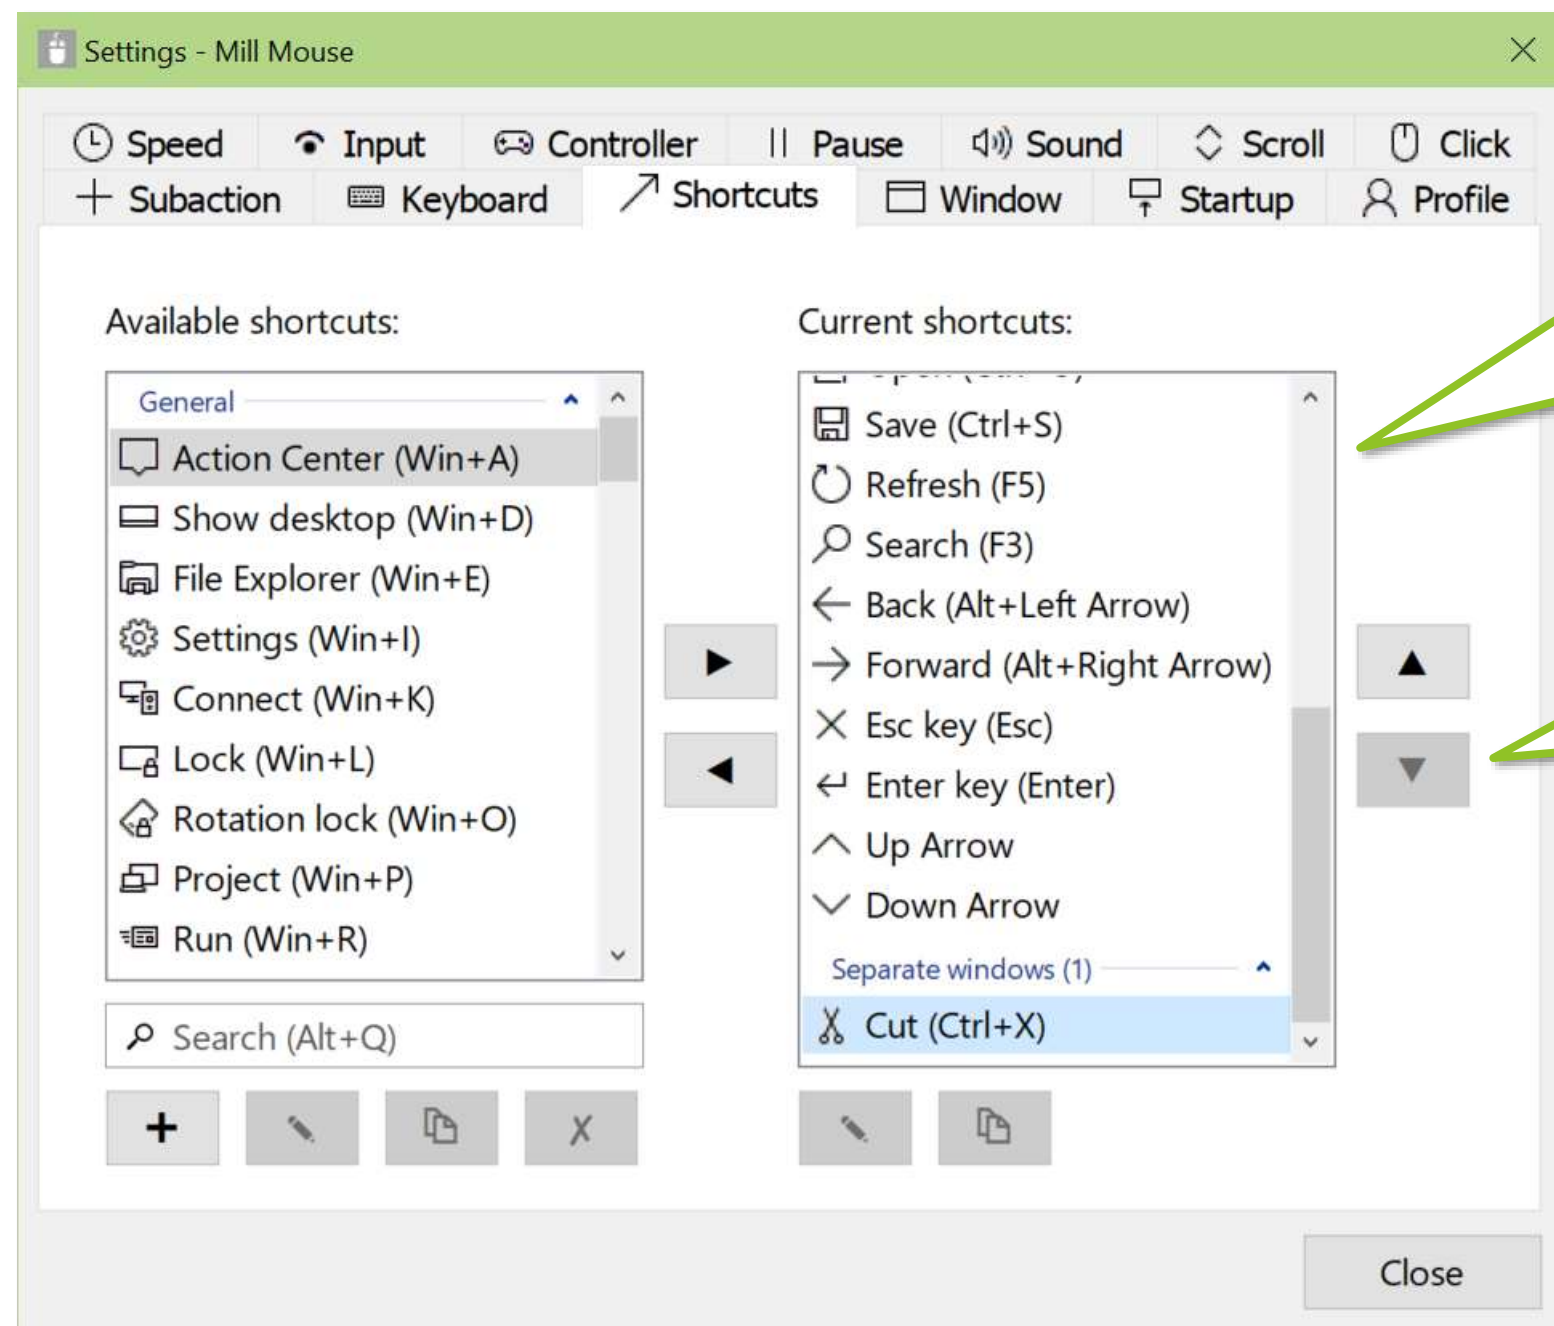 Settings - Mill Mouse
Speed Input Controller Pause Sound Scroll Click
Subaction Keyboard Shortcuts Window Startup Profile
Available shortcuts:
General
Action Center (Win+A)
Show desktop (Win+D)
File Explorer (Win+E)
Settings (Win+I)
Connect (Win+K)
Lock (Win+L)
Rotation lock (Win+O)
Project (Win+P)
Run (Win+R)
Search (Alt+Q)
Current shortcuts:
Save (Ctrl+S)
Refresh (F5)
Search (F3)
Back (Alt+Left Arrow)
Forward (Alt+Right Arrow)
Esc key (Esc)
Enter key (Enter)
Up Arrow
Down Arrow
Separate windows (1)
Cut (Ctrl+X)
Close